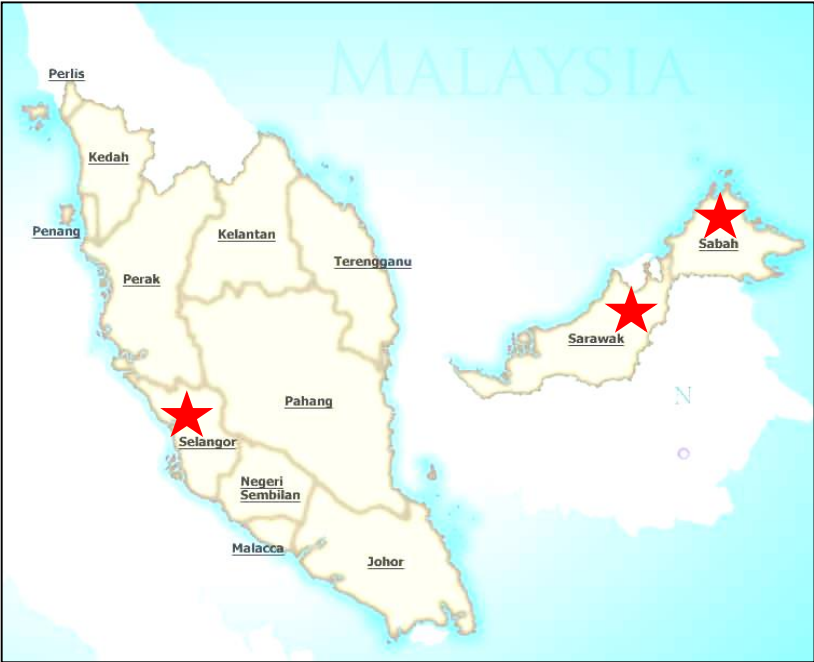 MALAYSIA
Perlis
Kedah
Penang
Kelantan
Terengganu
Perak
Sabah
Sarawak
Pahang
N
Selangor
Negeri
Sembilan
Malacca
Johor